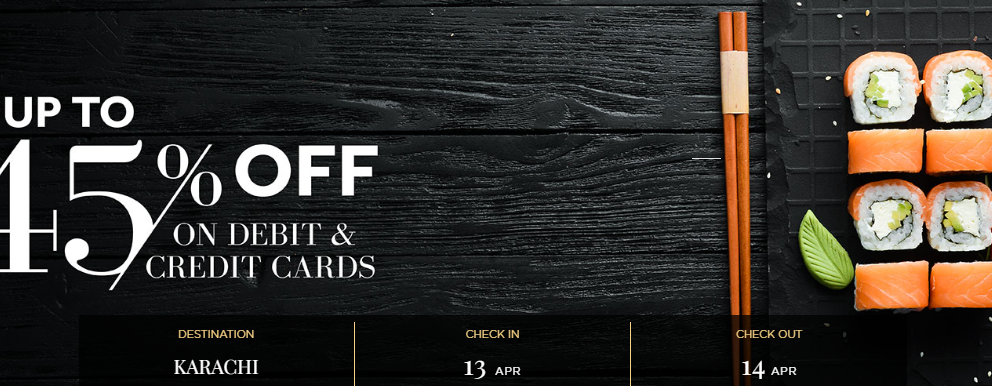 UP TO
45% OFF
ON DEBIT &
CREDIT CARDS
DESTINATION
CHECK IN
CHECK OUT
KARACHI
13 APR
14 APR